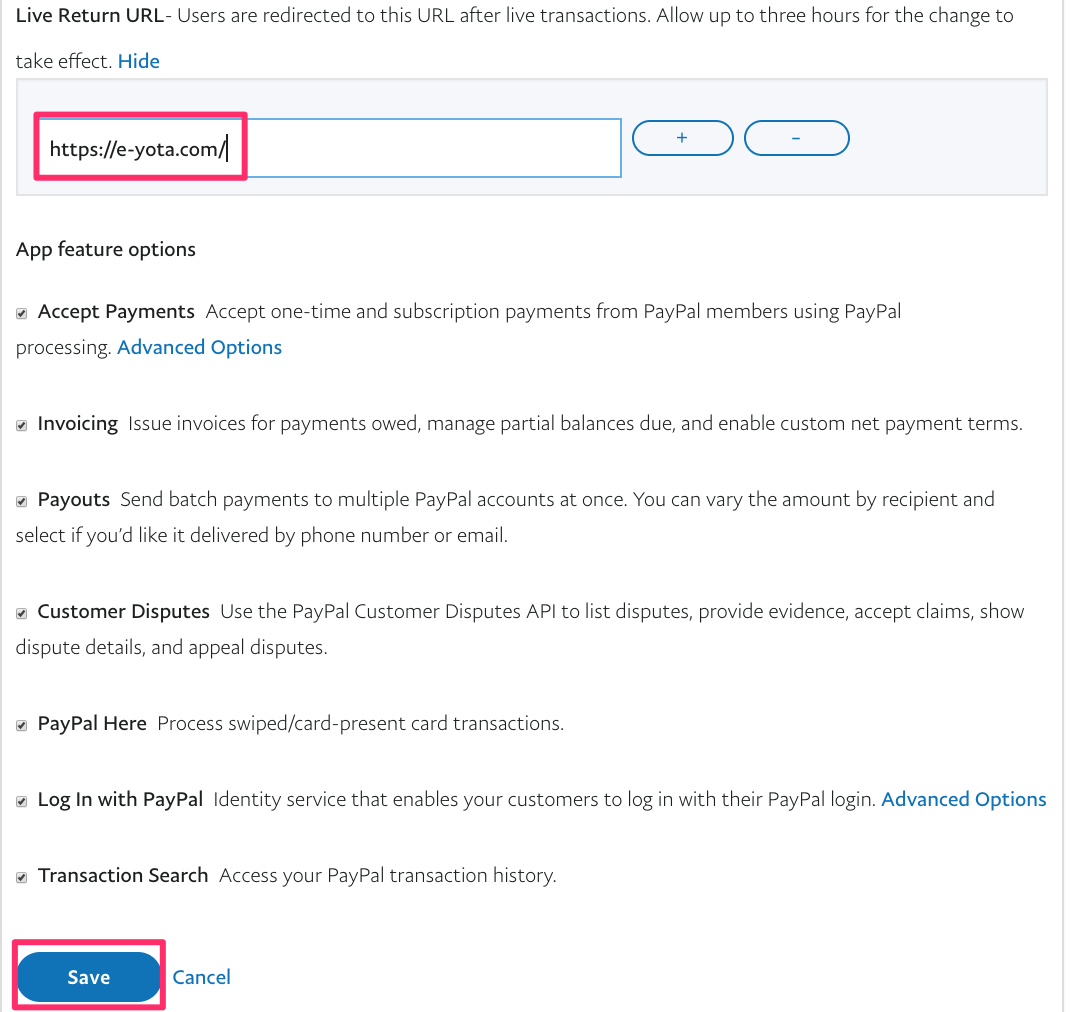 Live Return URL- Users are redirected to this URL after live transactions. Allow up to three hours for the change to
take effect. Hide
https://e-yota.com/
+ -
App feature options
Accept Payments Accept one-time and subscription payments from PayPal members using PayPal
processing. Advanced Options
Invoicing Issue invoices for payments owed, manage partial balances due, and enable custom net payment terms.
Payouts Send batch payments to multiple PayPal accounts at once. You can vary the amount by recipient and
select if you’d like it delivered by phone number or email.
Customer Disputes Use the PayPal Customer Disputes API to list disputes, provide evidence, accept claims, show
dispute details, and appeal disputes.
PayPal Here Process swiped/card-present card transactions.
Log In with PayPal Identity service that enables your customers to log in with their PayPal login. Advanced Options
Transaction Search Access your PayPal transaction history.
Save Cancel